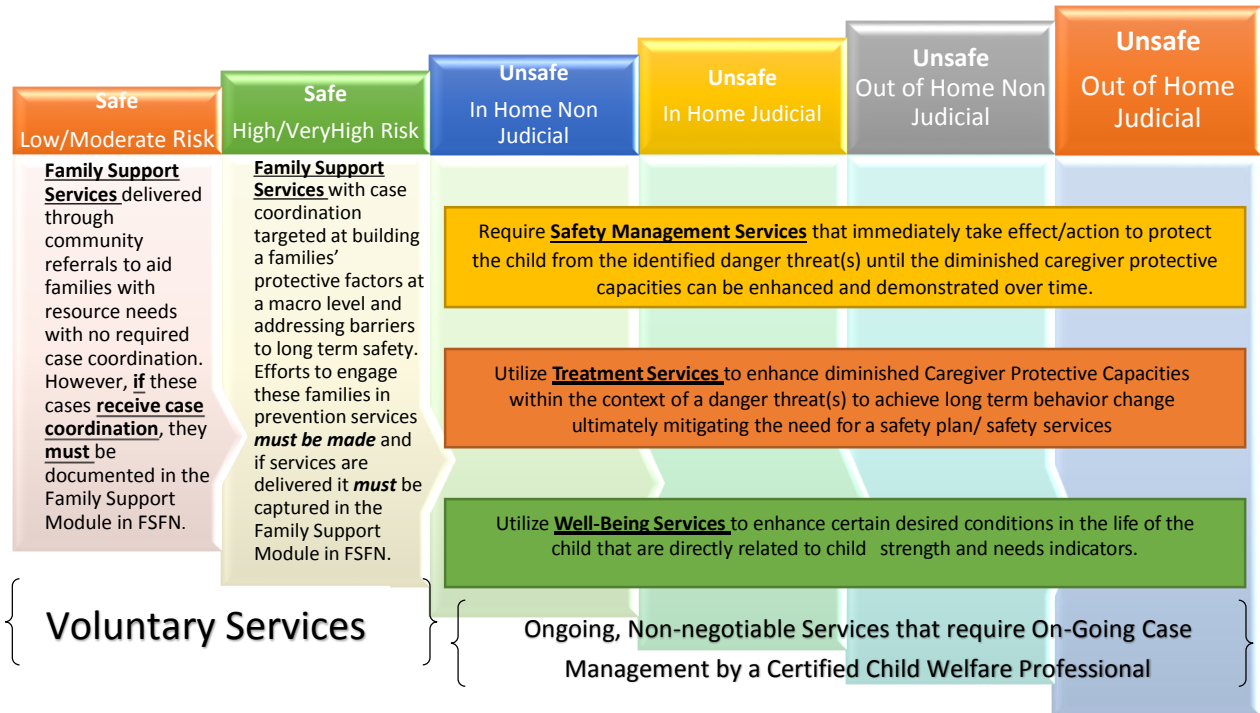 Safe
Low/Moderate Risk
Safe
High/VeryHigh Risk
Unsafe
In Home Non
Judicial
Unsafe
In Home Judicial
Unsafe
Out of Home Non
Judicial
Unsafe
Out of Home
Judicial
Family Support
Services delivered
through
community
referrals to aid
families with
resource needs
with no required
case coordination.
However, if these
cases receive case
coordination, they
must be
documented in the
Family Support
Module in FSFN.
Family Support
Services with case
coordination
targeted at building
a families’
protective factors at
a macro level and
addressing barriers
to long term safety.
Efforts to engage
these families in
prevention services
must be made and
if services are
delivered it must be
captured in the
Family Support
Module in FSFN.
Require Safety Management Services that immediately take effect/action to protect
the child from the identified danger threat(s) until the diminished caregiver protective
capacities can be enhanced and demonstrated over time.
Utilize Treatment Services to enhance diminished Caregiver Protective Capacities
within the context of a danger threat(s) to achieve long term behavior change
ultimately mitigating the need for a safety plan/ safety services
Utilize Well-Being Services to enhance certain desired conditions in the life of the
child that are directly related to child strength and needs indicators.
Voluntary Services
Ongoing, Non-negotiable Services that require On-Going Case
Management by a Certified Child Welfare Professional